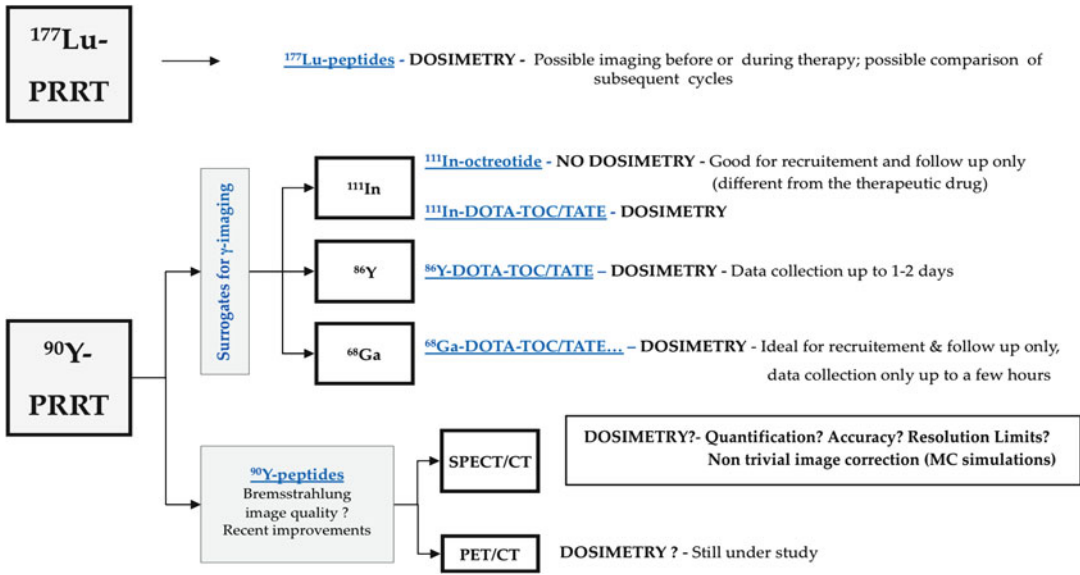 ¹⁷⁷Lu-
PRRT
¹⁷⁷Lu-peptides - DOSIMETRY - Possible imaging before or during therapy; possible comparison of
subsequent cycles
⁹⁰Y-
PRRT
Surrogates for γ-imaging
¹¹¹In
¹¹¹In-octreotide - NO DOSIMETRY - Good for recruitement and follow up only
(different from the therapeutic drug)
¹¹¹In-DOTA-TOC/TATE - DOSIMETRY
⁸⁶Y
⁸⁶Y-DOTA-TOC/TATE – DOSIMETRY - Data collection up to 1-2 days
⁶⁸Ga
⁶⁸Ga-DOTA-TOC/TATE... – DOSIMETRY - Ideal for recruitement & follow up only,
data collection only up to a few hours
⁹⁰Y-peptides
Bremsstrahlung
image quality ?
Recent improvements
SPECT/CT
DOSIMETRY?- Quantification? Accuracy? Resolution Limits?
Non trivial image correction (MC simulations)
PET/CT
DOSIMETRY ? - Still under study